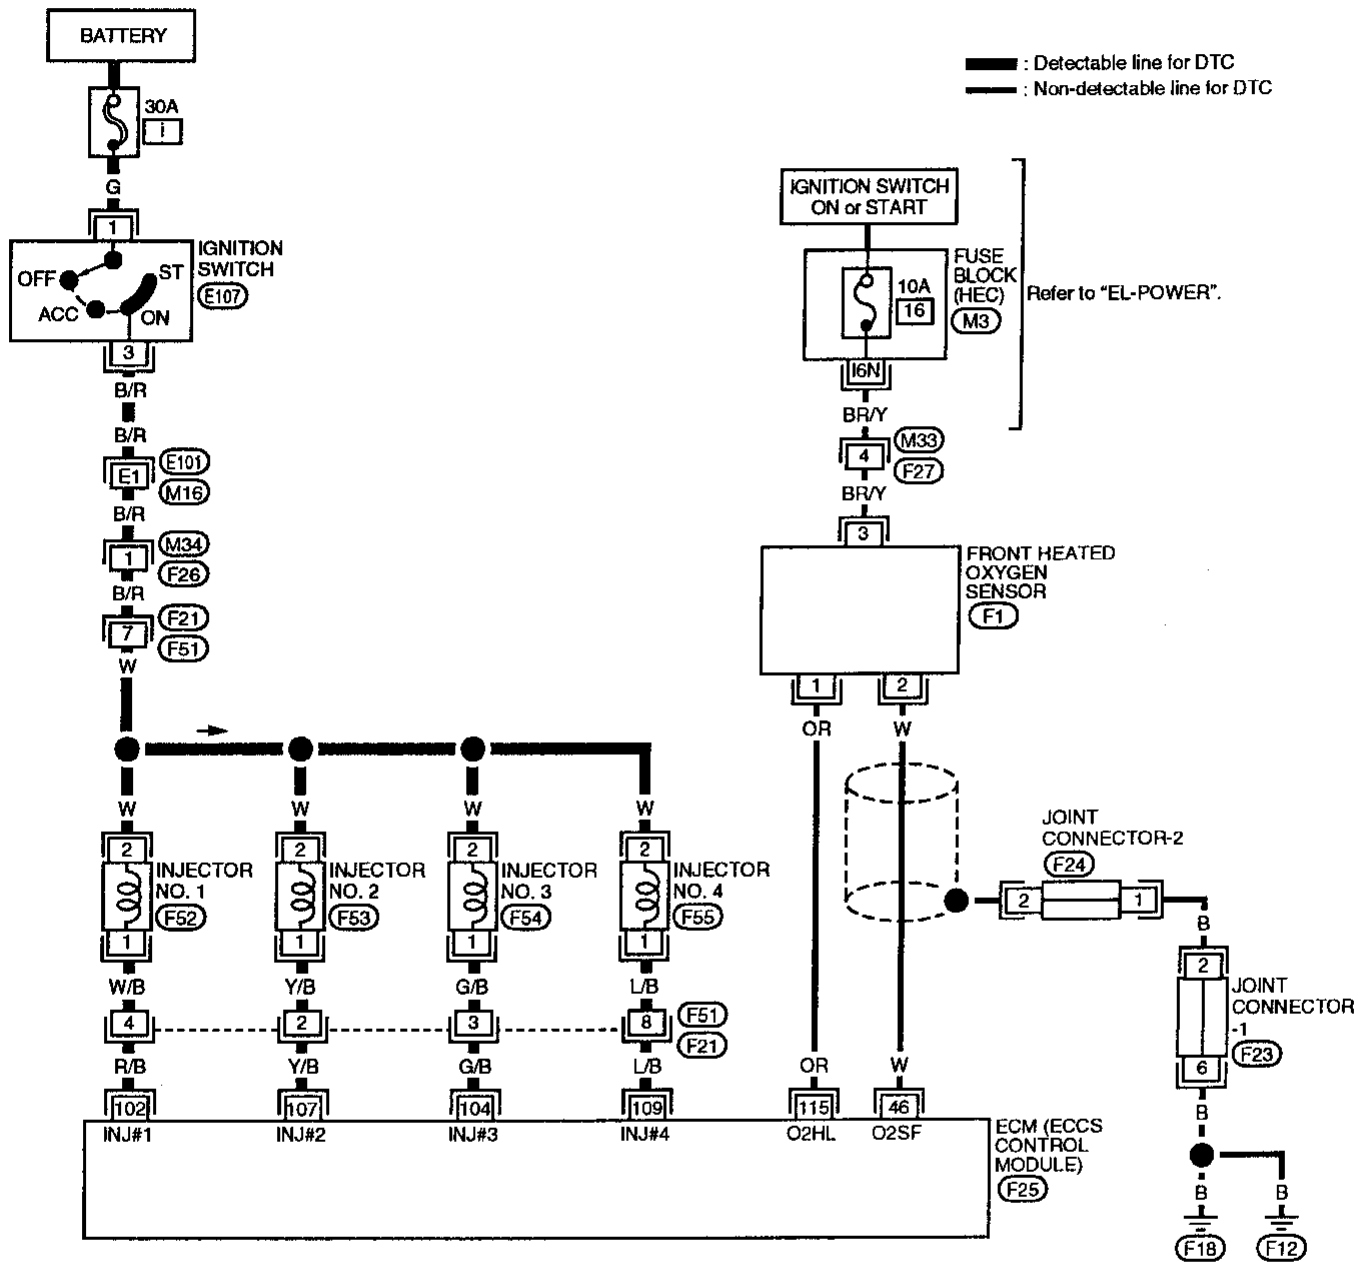 BATTERY
30A
i
G
1
IGNITION
SWITCH
E107
OFF
ST
ACC
ON
3
B/R
B/R
E1
E101
M16
B/R
1
M34
F26
B/R
7
F21
F51
W
: Detectable line for DTC
: Non-detectable line for DTC
IGNITION SWITCH
ON or START
FUSE
BLOCK
(HEC)
M3
10A
16
Refer to "EL-POWER".
I6N
BR/Y
4
M33
F27
BR/Y
3
FRONT HEATED
OXYGEN
SENSOR
F1
1
2
OR
W
W
W
W
W
2
2
2
2
INJECTOR
NO. 1
F52
INJECTOR
NO. 2
F53
INJECTOR
NO. 3
F54
INJECTOR
NO. 4
F55
1
1
1
1
JOINT
CONNECTOR-2
F24
2
1
B
2
JOINT
CONNECTOR
-1
F23
6
B
B
B
F18
F12
W/B
Y/B
G/B
L/B
4
2
3
8
F51
F21
R/B
Y/B
G/B
L/B
OR
W
102
107
104
109
115
46
INJ#1
INJ#2
INJ#3
INJ#4
O2HL
O2SF
ECM (ECCS
CONTROL
MODULE)
F25